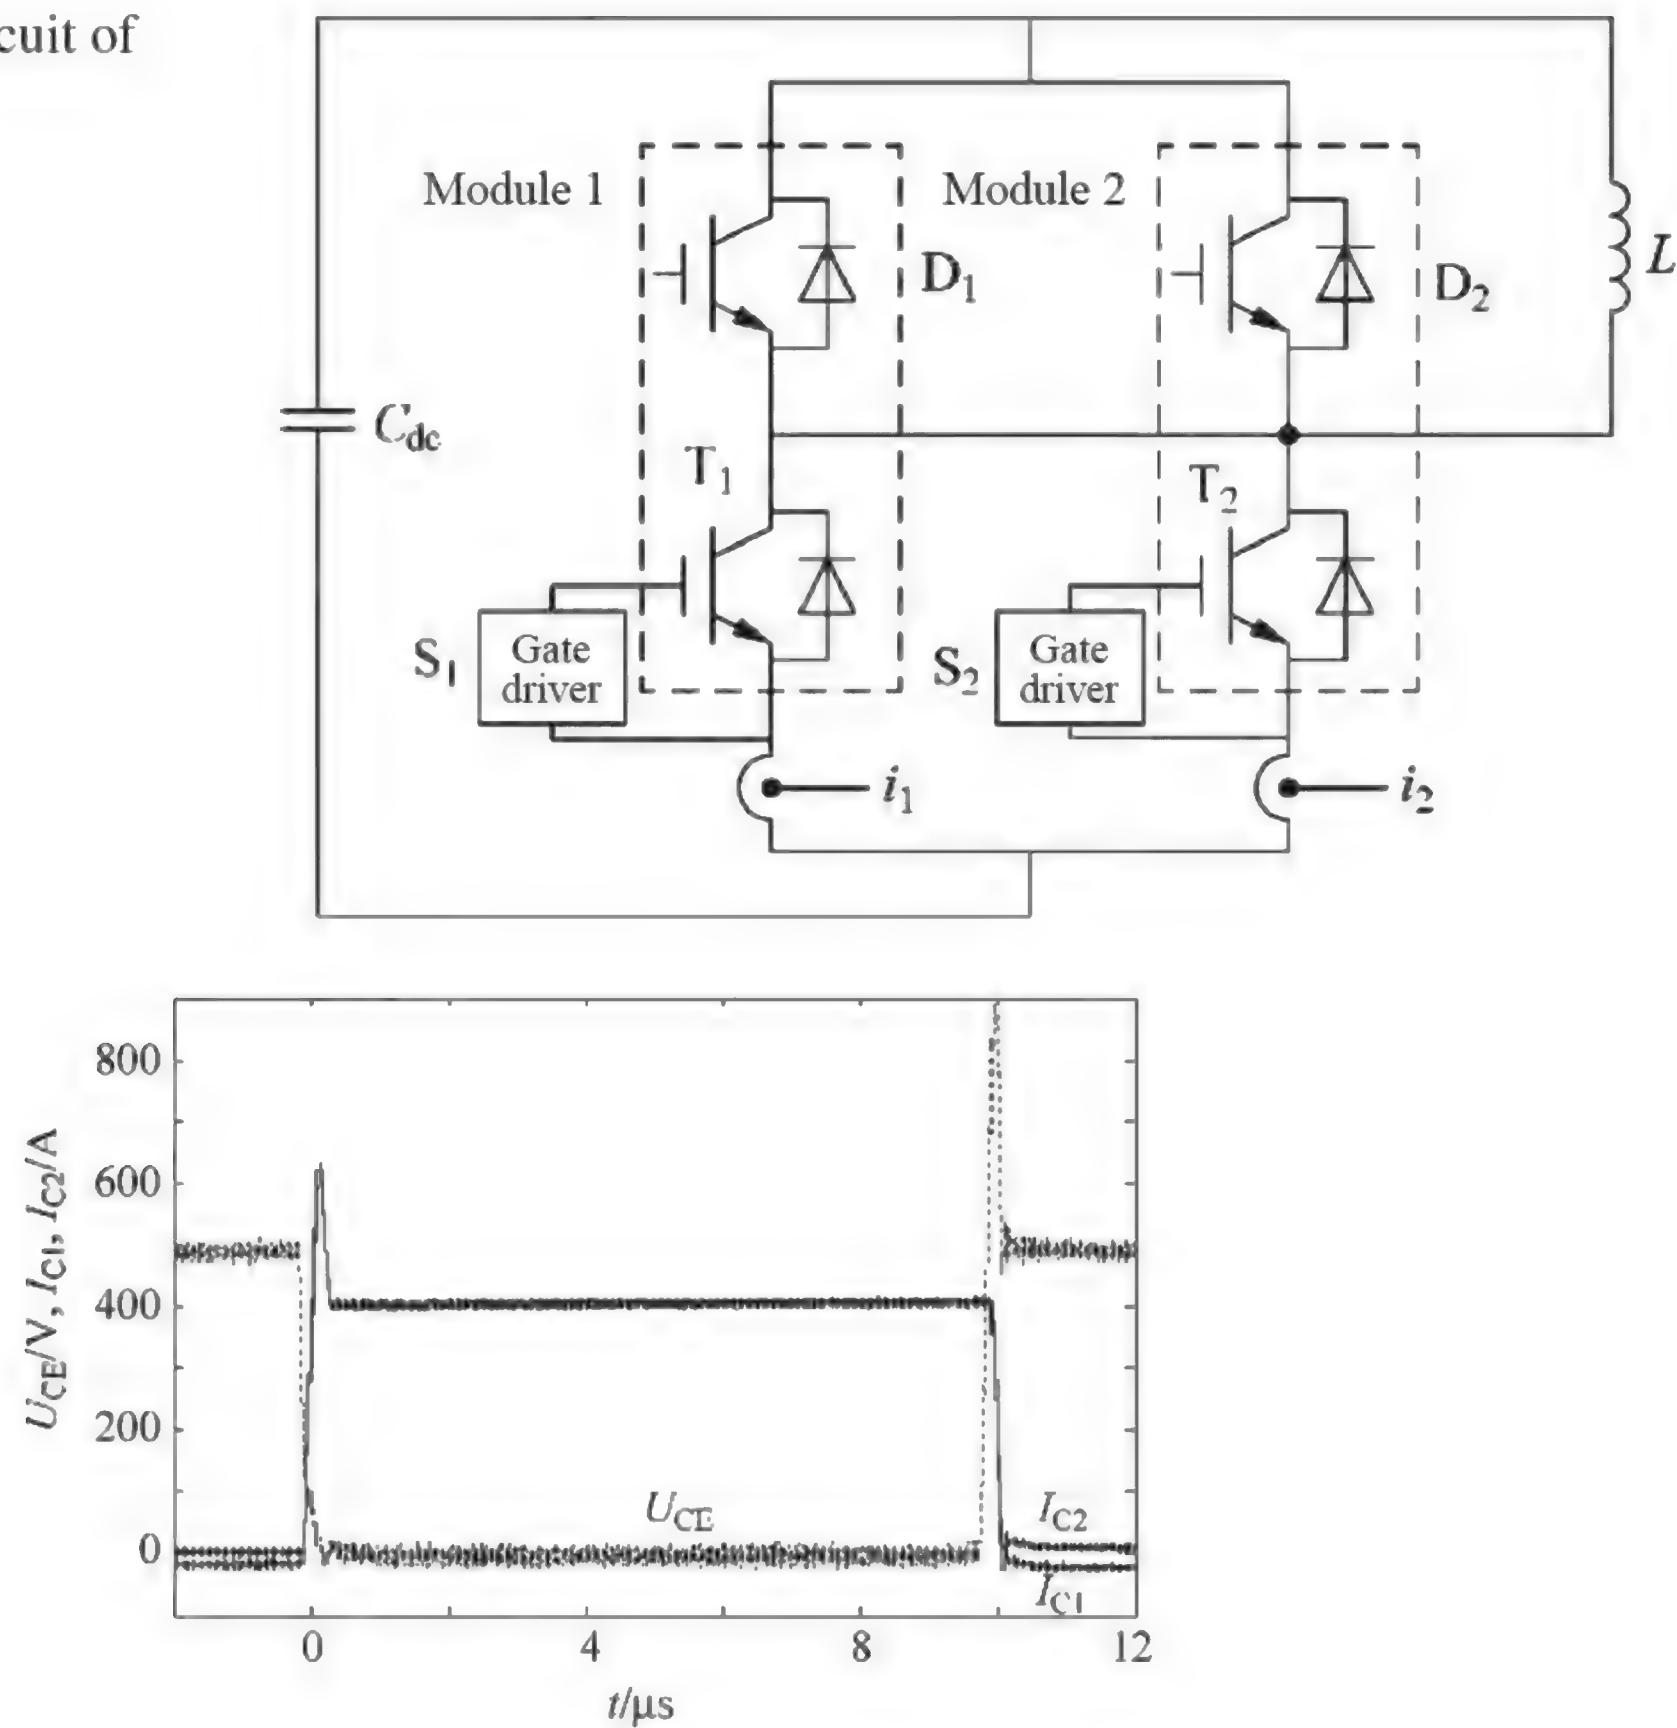 cuit of
Module 1
Module 2
D1
D2
L
Cdc
T1
T2
S1
Gate
driver
S2
Gate
driver
i1
i2
800
600
400
200
0
UCE/V, IC1, IC2/A
UCE
IC2
IC1
0
4
8
12
t/μs